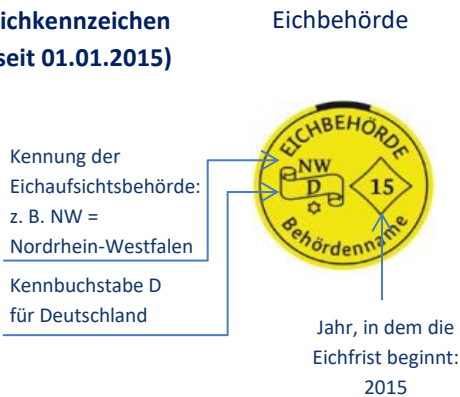 ichkennzeichen
seit 01.01.2015)
Eichbehörde
EICHBEHÖRDE
NW
D
15
Behördenname
Kennung der
Eichaufsichtsbehörde:
z. B. NW =
Nordrhein-Westfalen
Kennbuchstabe D
für Deutschland
Jahr, in dem die
Eichfrist beginnt:
2015